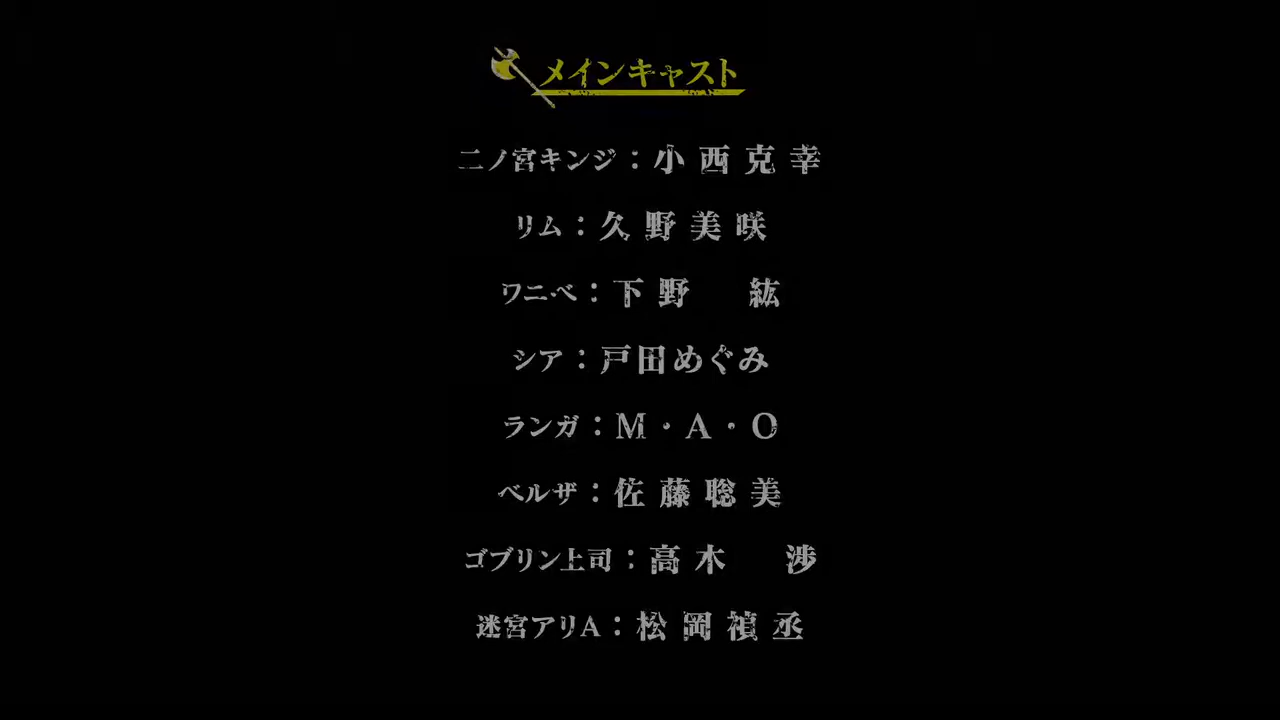 メインキャスト
二ノ宮キンジ：小西克幸
リム：久野美咲
ワニベ：下野　紘
シア：戸田めぐみ
ランガ：M・A・O
ベルザ：佐藤聡美
ゴブリン上司：高木　渉
迷宮アリA：松岡禎丞